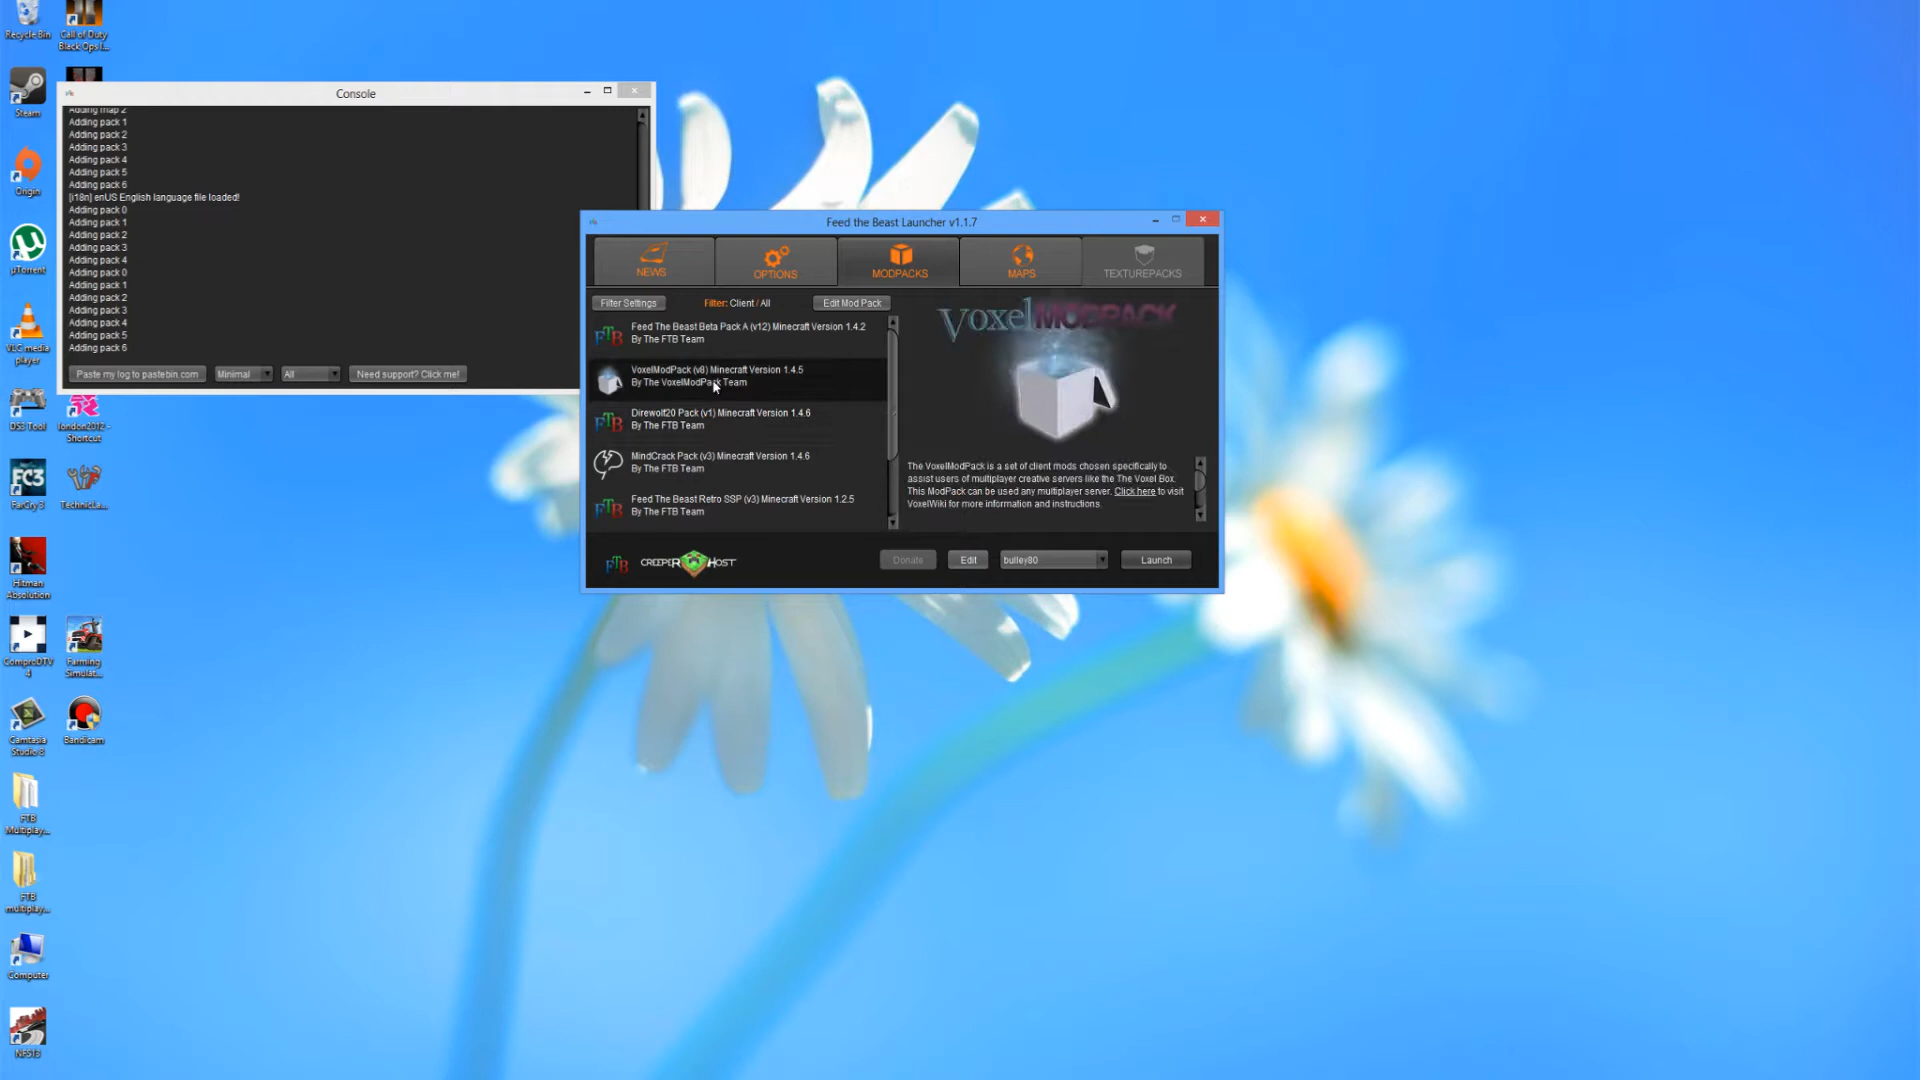 Recycle Bin
Call of Duty
Black Ops I...
Steam
Origin
µTorrent
VLC media
player
DS3 Tool
london2012 -
Shortcut
FarCry 3
TechnicLa...
Hitman
Absolution
ComproDTV
4
Farming
Simulat...
Camtasia
Studio 8
Bandicam
FTB
Multiplay...
FTB
multiplay...
Computer
NFS13
Console
Adding map 2
Adding pack 1
Adding pack 2
Adding pack 3
Adding pack 4
Adding pack 5
Adding pack 6
[i18n] enUS English language file loaded!
Adding pack 0
Adding pack 1
Adding pack 2
Adding pack 3
Adding pack 4
Adding pack 0
Adding pack 1
Adding pack 2
Adding pack 3
Adding pack 4
Adding pack 5
Adding pack 6
Paste my log to pastebin.com
Minimal
All
Need support? Click me!
Feed the Beast Launcher v1.1.7
NEWS
OPTIONS
MODPACKS
MAPS
TEXTUREPACKS
Filter Settings
Filter: Client / All
Edit Mod Pack
Feed The Beast Beta Pack A (v12) Minecraft Version 1.4.2
By The FTB Team
VoxelModPack (v8) Minecraft Version 1.4.5
By The VoxelModPack Team
Direwolf20 Pack (v1) Minecraft Version 1.4.6
By The FTB Team
MindCrack Pack (v3) Minecraft Version 1.4.6
By The FTB Team
Feed The Beast Retro SSP (v3) Minecraft Version 1.2.5
By The FTB Team
Voxel MODPACK
The VoxelModPack is a set of client mods chosen specifically to
assist users of multiplayer creative servers like the The Voxel Box.
This ModPack can be used any multiplayer server. Click here to visit
VoxelWiki for more information and instructions.
FTB
CREEPER HOST
Donate
Edit
bulley80
Launch